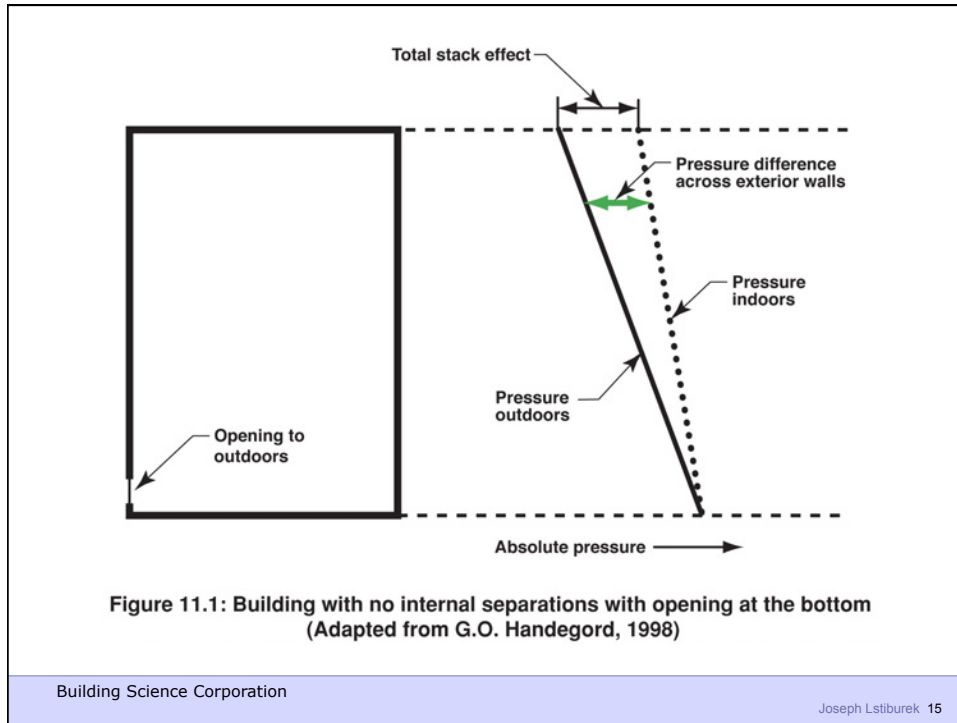 Total stack effect
Pressure difference
across exterior walls
Pressure
indoors
Pressure
outdoors
Opening to
outdoors
Absolute pressure
Figure 11.1: Building with no internal separations with opening at the bottom
(Adapted from G.O. Handegord, 1998)
Building Science Corporation
Joseph Lstiburek 15